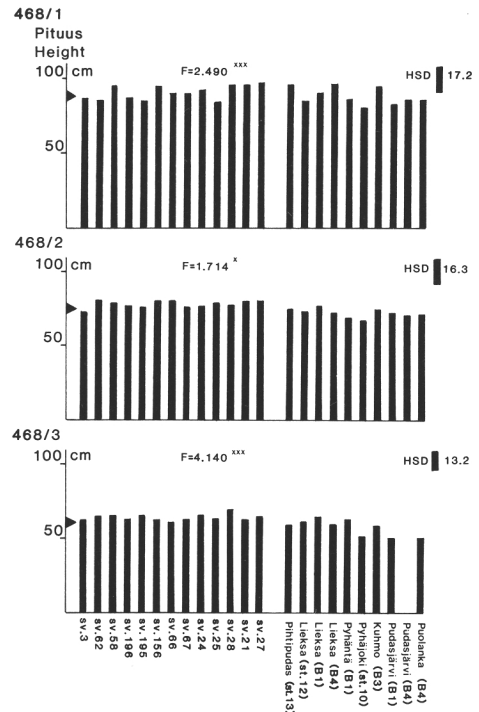 468/1
Pituus
Height
100 cm
F=2.490 xxx
HSD 17.2
50
468/2
100 cm
F=1.714 x
HSD 16.3
50
468/3
100 cm
F=4.140 xxx
HSD 13.2
50
sv.3
sv.62
sv.58
sv.196
sv.195
sv.156
sv.66
sv.67
sv.24
sv.25
sv.28
sv.21
sv.27
Pihtipudas (st.13)
Lieksa (st.12)
Lieksa (B1)
Lieksa (B4)
Pyhäntä (B1)
Pyhäjoki (st.10)
Kuhmo (B3)
Pudasjärvi (B1)
Pudasjärvi (B4)
Puolanka (B4)